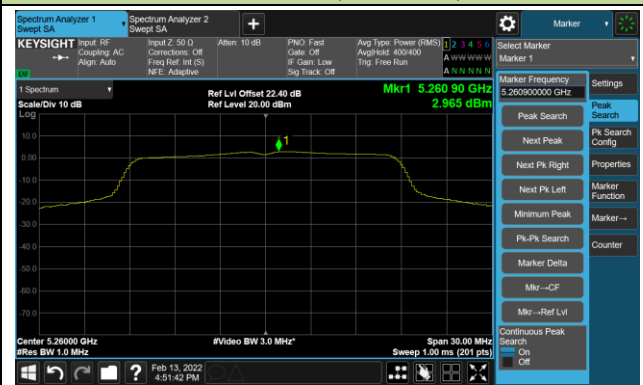 Spectrum Analyzer 1
Swept SA
Spectrum Analyzer 2
Swept SA
+
Marker
KEYSIGHT
Input: RF
Coupling: AC
Align: Auto
Input Z: 50 Ω
Corrections: Off
Freq Ref: Int (S)
NFE: Adaptive
Atten: 10 dB
PNO: Fast
Gate: Off
IF Gain: Low
Sig Track: Off
Avg Type: Power (RMS)
Avg|Hold: 400/400
Trig: Free Run
1 2 3 4 5 6
A W W W W W
A N N N N N
Select Marker
Marker 1
1 Spectrum
Scale/Div 10 dB
Log
Ref Lvl Offset 22.40 dB
Ref Level 20.00 dBm
Mkr1 5.260 90 GHz
2.965 dBm
Marker Frequency
5.260900000 GHz
Peak Search
Next Peak
Next Pk Right
Next Pk Left
Minimum Peak
Pk-Pk Search
Marker Delta
Mkr→CF
Mkr→Ref Lvl
Continuous Peak
Search
On
Off
Settings
Peak
Search
Pk Search
Config
Properties
Marker
Function
Marker→
Counter
10.0
0.00
-10.0
-20.0
-30.0
-40.0
-50.0
-60.0
-70.0
1
Center 5.26000 GHz
#Res BW 1.0 MHz
#Video BW 3.0 MHz*
Span 30.00 MHz
Sweep 1.00 ms (201 pts)
?
Feb 13, 2022
4:51:42 PM